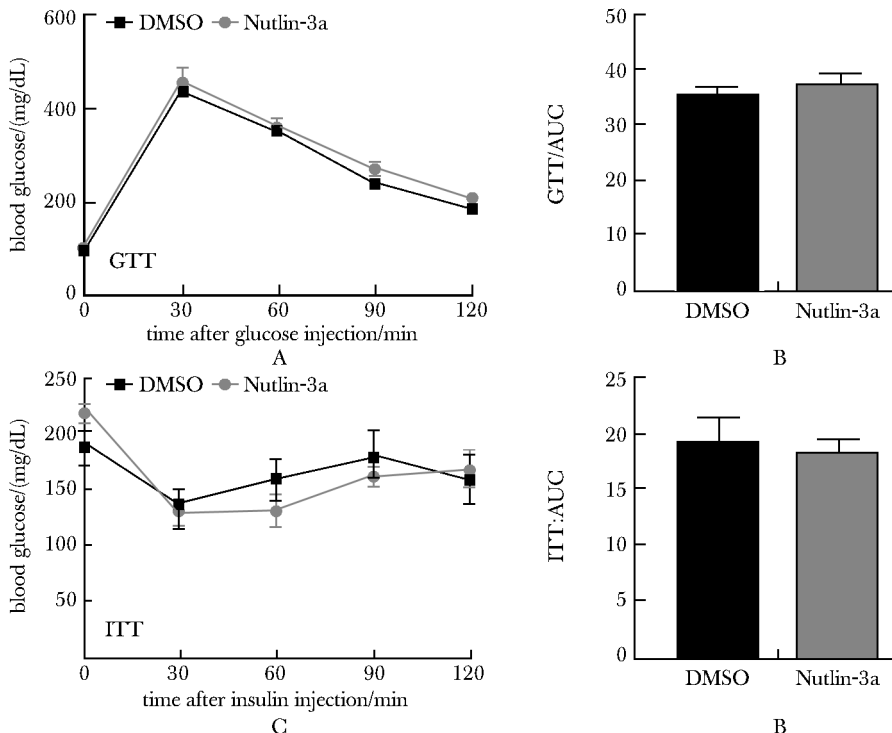 600
400
200
0
blood glucose/(mg/dL)
DMSO Nutlin-3a
GTT
0 30 60 90 120
time after glucose injection/min
A
50
40
30
20
10
0
GTT/AUC
DMSO Nutlin-3a
B
250
200
150
100
50
blood glucose/(mg/dL)
DMSO Nutlin-3a
ITT
0 30 60 90 120
time after insulin injection/min
C
25
20
15
10
5
0
ITT:AUC
DMSO Nutlin-3a
B